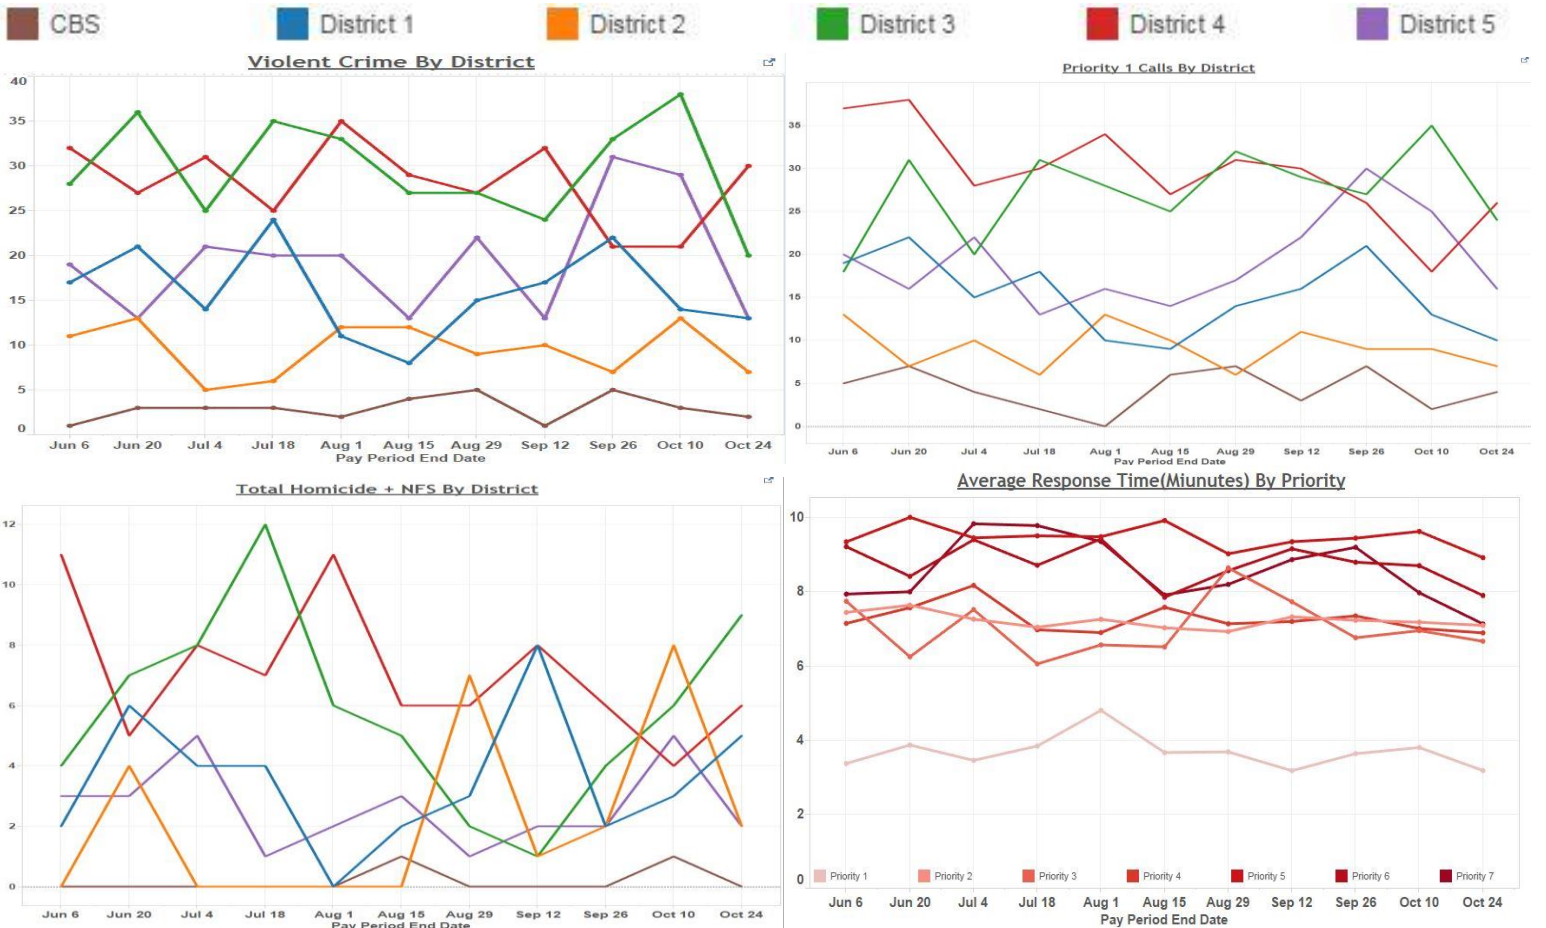 CBS District 1 District 2 District 3 District 4 District 5
Violent Crime By District
40
35
30
25
20
15
10
5
0
Jun 6 Jun 20 Jul 4 Jul 18 Aug 1 Aug 15 Aug 29 Sep 12 Sep 26 Oct 10 Oct 24
Pay Period End Date
Priority 1 Calls By District
35
30
25
20
15
10
5
0
Jun 6 Jun 20 Jul 4 Jul 18 Aug 1 Aug 15 Aug 29 Sep 12 Sep 26 Oct 10 Oct 24
Pay Period End Date
Total Homicide + NFS By District
12
10
8
6
4
2
0
Jun 6 Jun 20 Jul 4 Jul 18 Aug 1 Aug 15 Aug 29 Sep 12 Sep 26 Oct 10 Oct 24
Pay Period End Date
Average Response Time(Miunutes) By Priority
10
8
6
4
2
0
Priority 1 Priority 2 Priority 3 Priority 4 Priority 5 Priority 6 Priority 7
Jun 6 Jun 20 Jul 4 Jul 18 Aug 1 Aug 15 Aug 29 Sep 12 Sep 26 Oct 10 Oct 24
Pay Period End Date